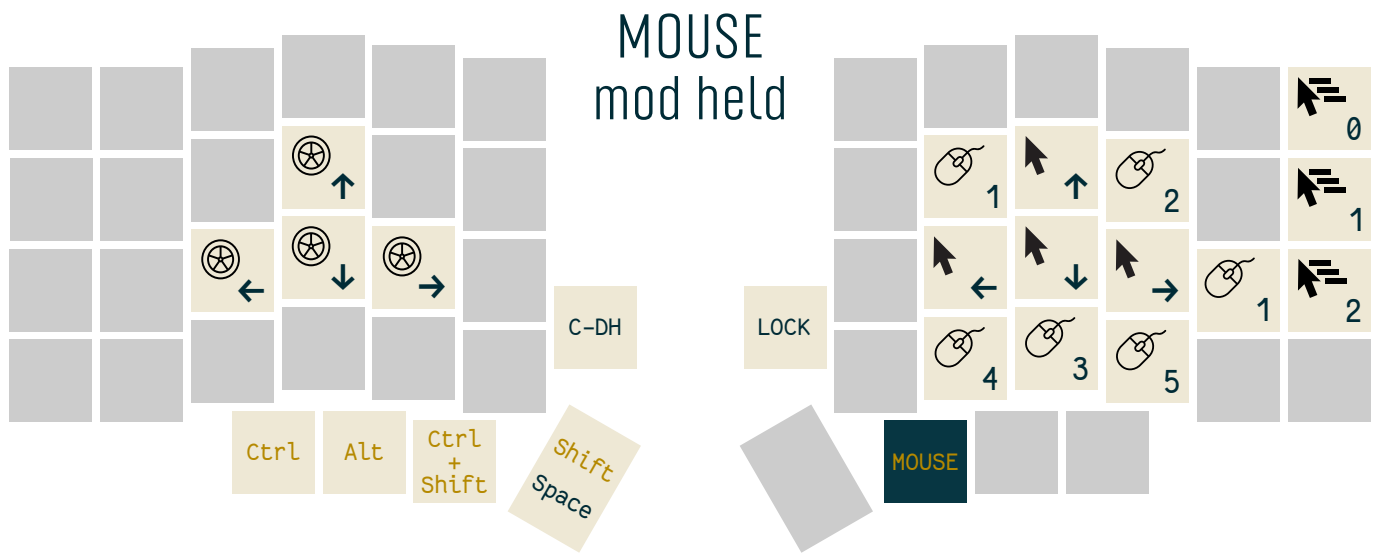 MOUSE
mod held
0
↑
1
↑
2
1
←
↓
→
←
↓
→
1
2
C-DH
LOCK
4
3
5
Ctrl
Alt
Ctrl
+
Shift
Shift
Space
MOUSE